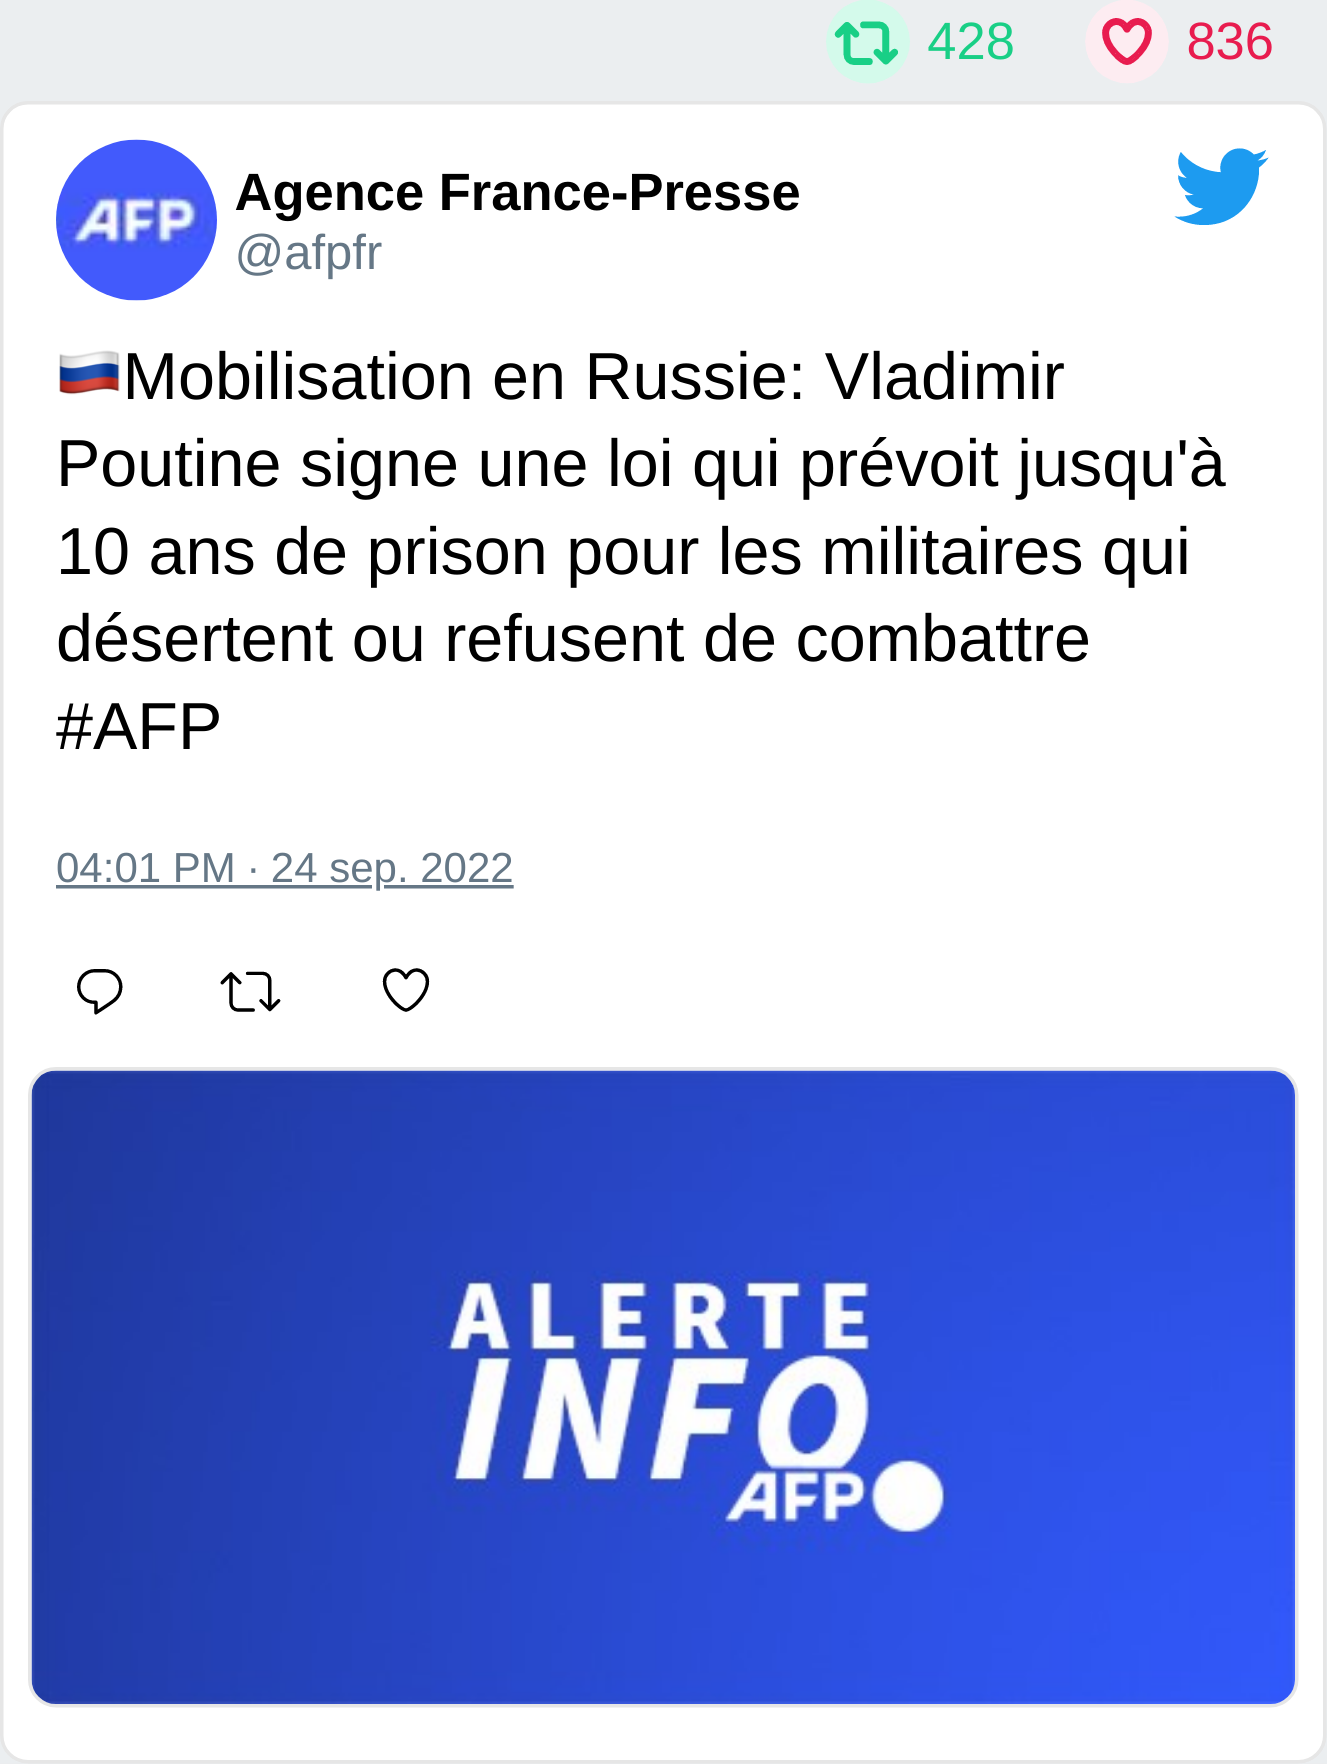 428 836
AFP
Agence France-Presse
@afpfr
🇷🇺Mobilisation en Russie: Vladimir
Poutine signe une loi qui prévoit jusqu'à
10 ans de prison pour les militaires qui
désertent ou refusent de combattre
#AFP
04:01 PM · 24 sep. 2022
ALERTE
INFO
AFP